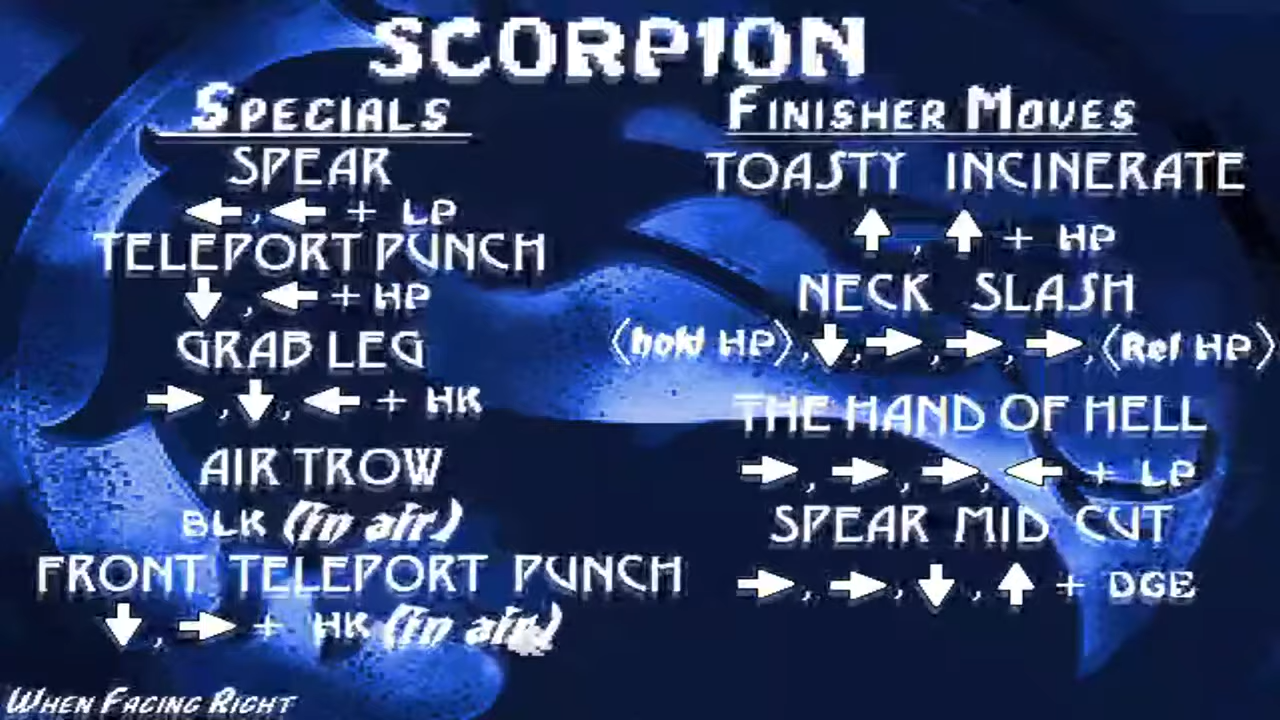 SCORPION
SPECIALS
SPEAR
←, ← + LP
TELEPORT PUNCH
↓, ← + HP
GRAB LEG
→, ↓, ← + HK
AIR TROW
BLK (in air)
FRONT TELEPORT PUNCH
↓, → + HK (in air)
FINISHER MOVES
TOASTY INCINERATE
↑, ↑ + HP
NECK SLASH
(hold HP), ↓, →, →, →, (Rel HP)
THE HAND OF HELL
→, →, →, ← + LP
SPEAR MID CUT
→, →, ↓, ↑ + DGE
WHEN FACING RIGHT